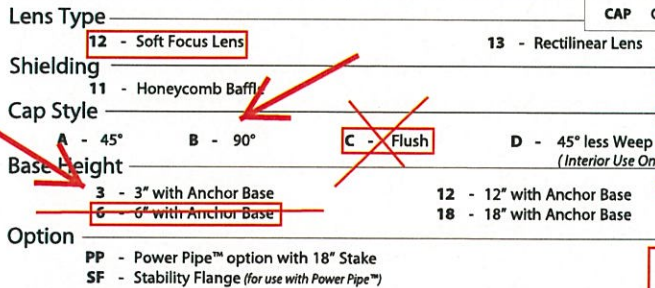 CAP
Lens Type
12 - Soft Focus Lens 13 - Rectilinear Lens
Shielding
11 - Honeycomb Baffle
Cap Style
A - 45° B - 90° C - Flush D - 45° less Weep
(Interior Use On
Base Height
3 - 3" with Anchor Base 12 - 12" with Anchor Base
6 - 6" with Anchor Base 18 - 18" with Anchor Base
Option
PP - Power Pipe™ option with 18" Stake
SF - Stability Flange (for use with Power Pipe™)